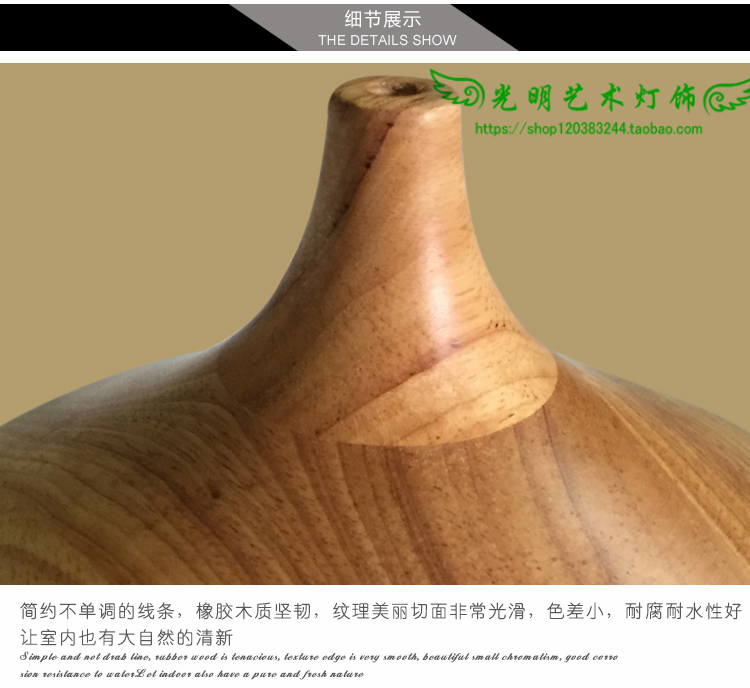 细节展示
THE DETAILS SHOW
光明艺术灯饰
https://shop120383244.taobao.com
简约不单调的线条，橡胶木质坚韧，纹理美丽切面非常光滑，色差小，耐腐耐水性好
让室内也有大自然的清新
Simple and not drab line, rubber wood is tenacious, texture edge is very smooth, beautiful small chromatism, good corro
sion resistance to waterLet indoor also have a pure and fresh nature